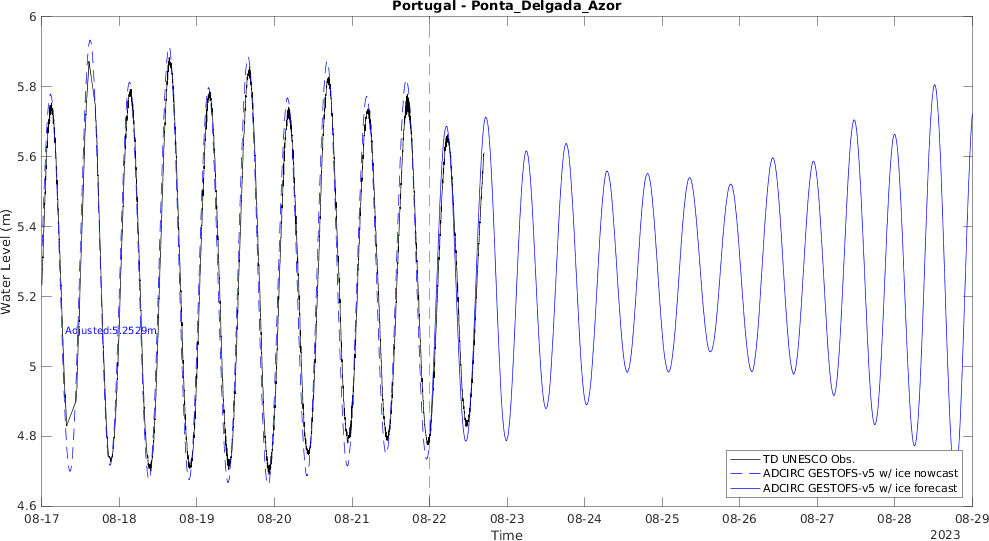 Portugal - Ponta_Delgada_Azor
Water Level (m)
6
5.8
5.6
5.4
5.2
5
4.8
4.6
Adjusted:5.2529m
TD UNESCO Obs.
ADCIRC GESTOFS-v5 w/ ice nowcast
ADCIRC GESTOFS-v5 w/ ice forecast
08-17 08-18 08-19 08-20 08-21 08-22 08-23 08-24 08-25 08-26 08-27 08-28 08-29
Time
2023